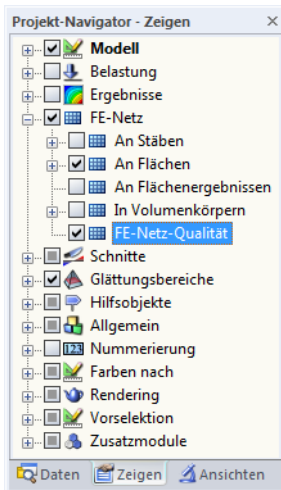 Projekt-Navigator - Zeigen
Modell
Belastung
Ergebnisse
FE-Netz
An Stäben
An Flächen
An Flächenergebnissen
In Volumenkörpern
FE-Netz-Qualität
Schnitte
Glättungsbereiche
Hilfsobjekte
Allgemein
123 Nummerierung
Farben nach
Rendering
Vorselektion
Zusatzmodule
Daten Zeigen Ansichten